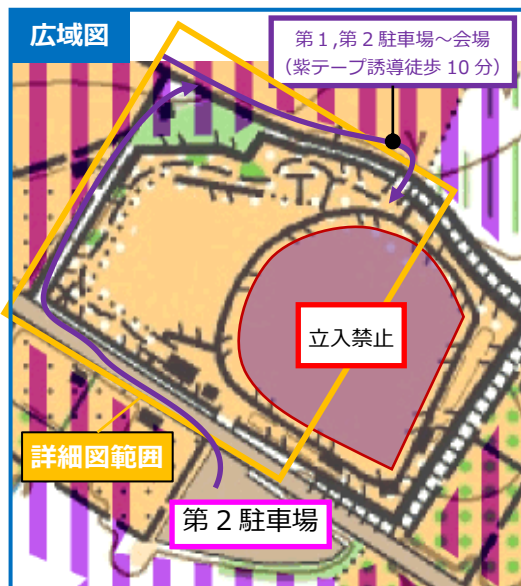 広域図
第１,第２駐車場～会場
（紫テープ誘導徒歩 10 分）
立入禁止
詳細図範囲
第２駐車場